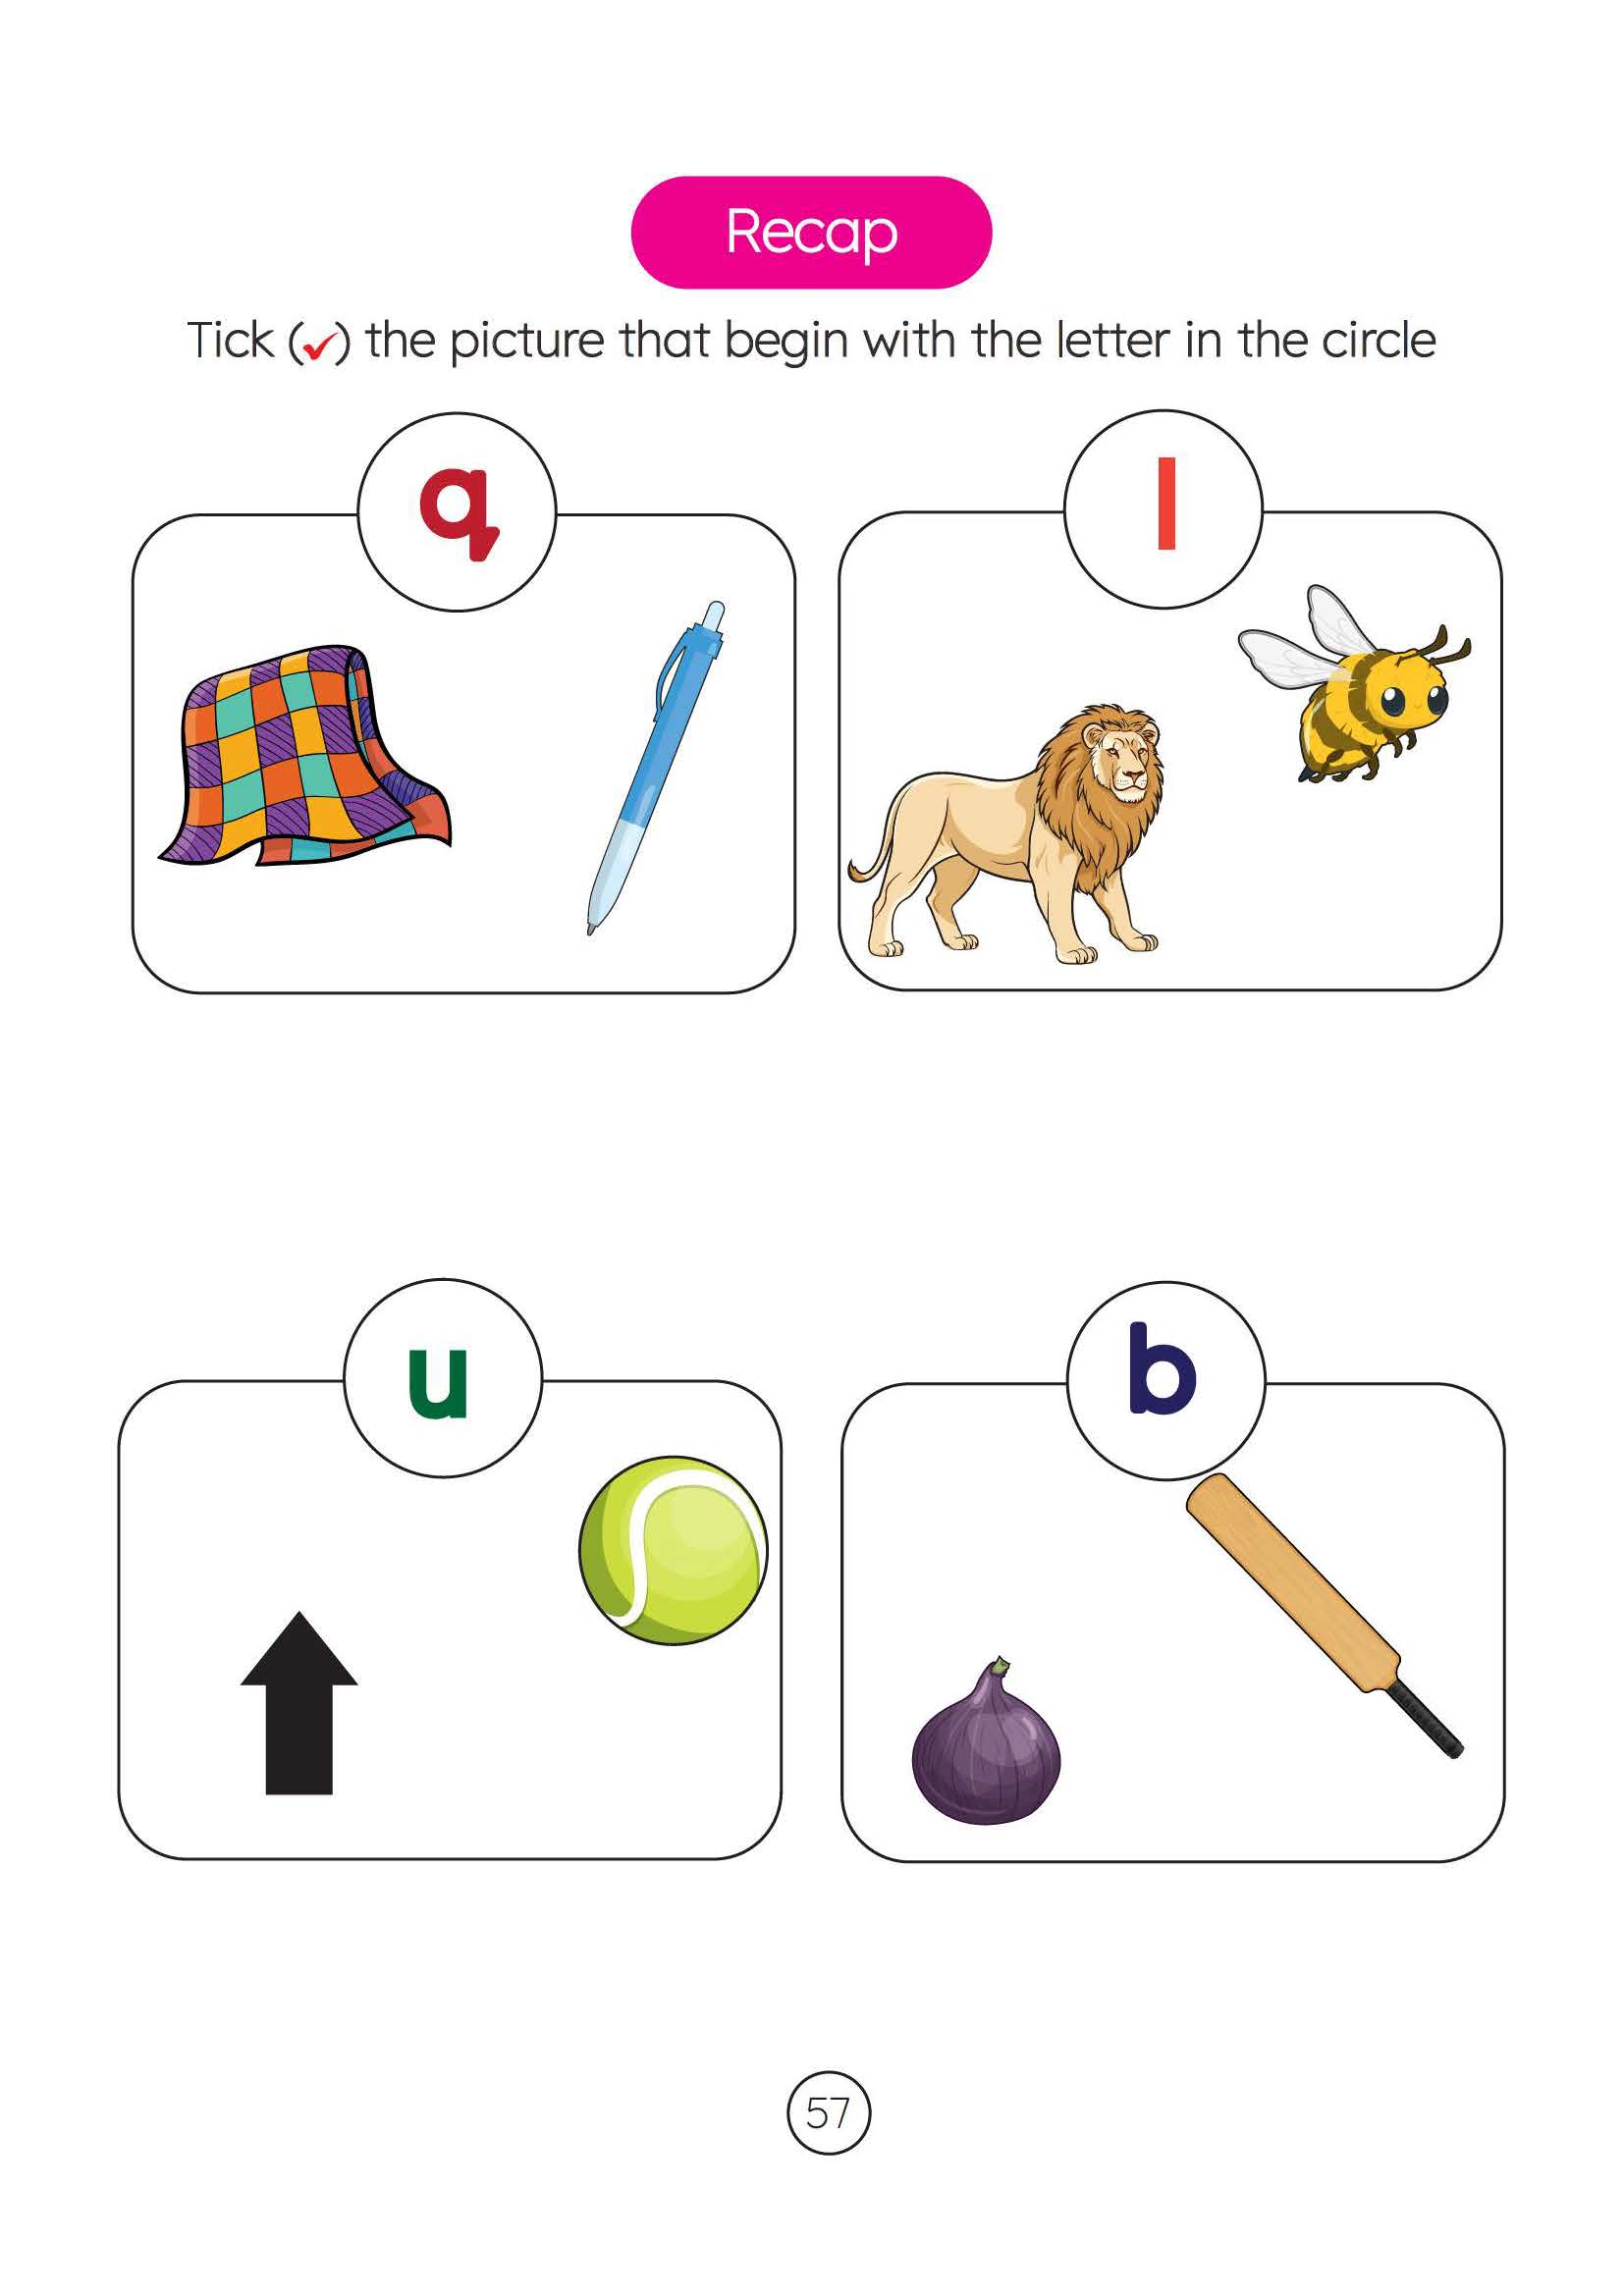 Recap
Tick (✓) the picture that begin with the letter in the circle
q
l
u
b
57